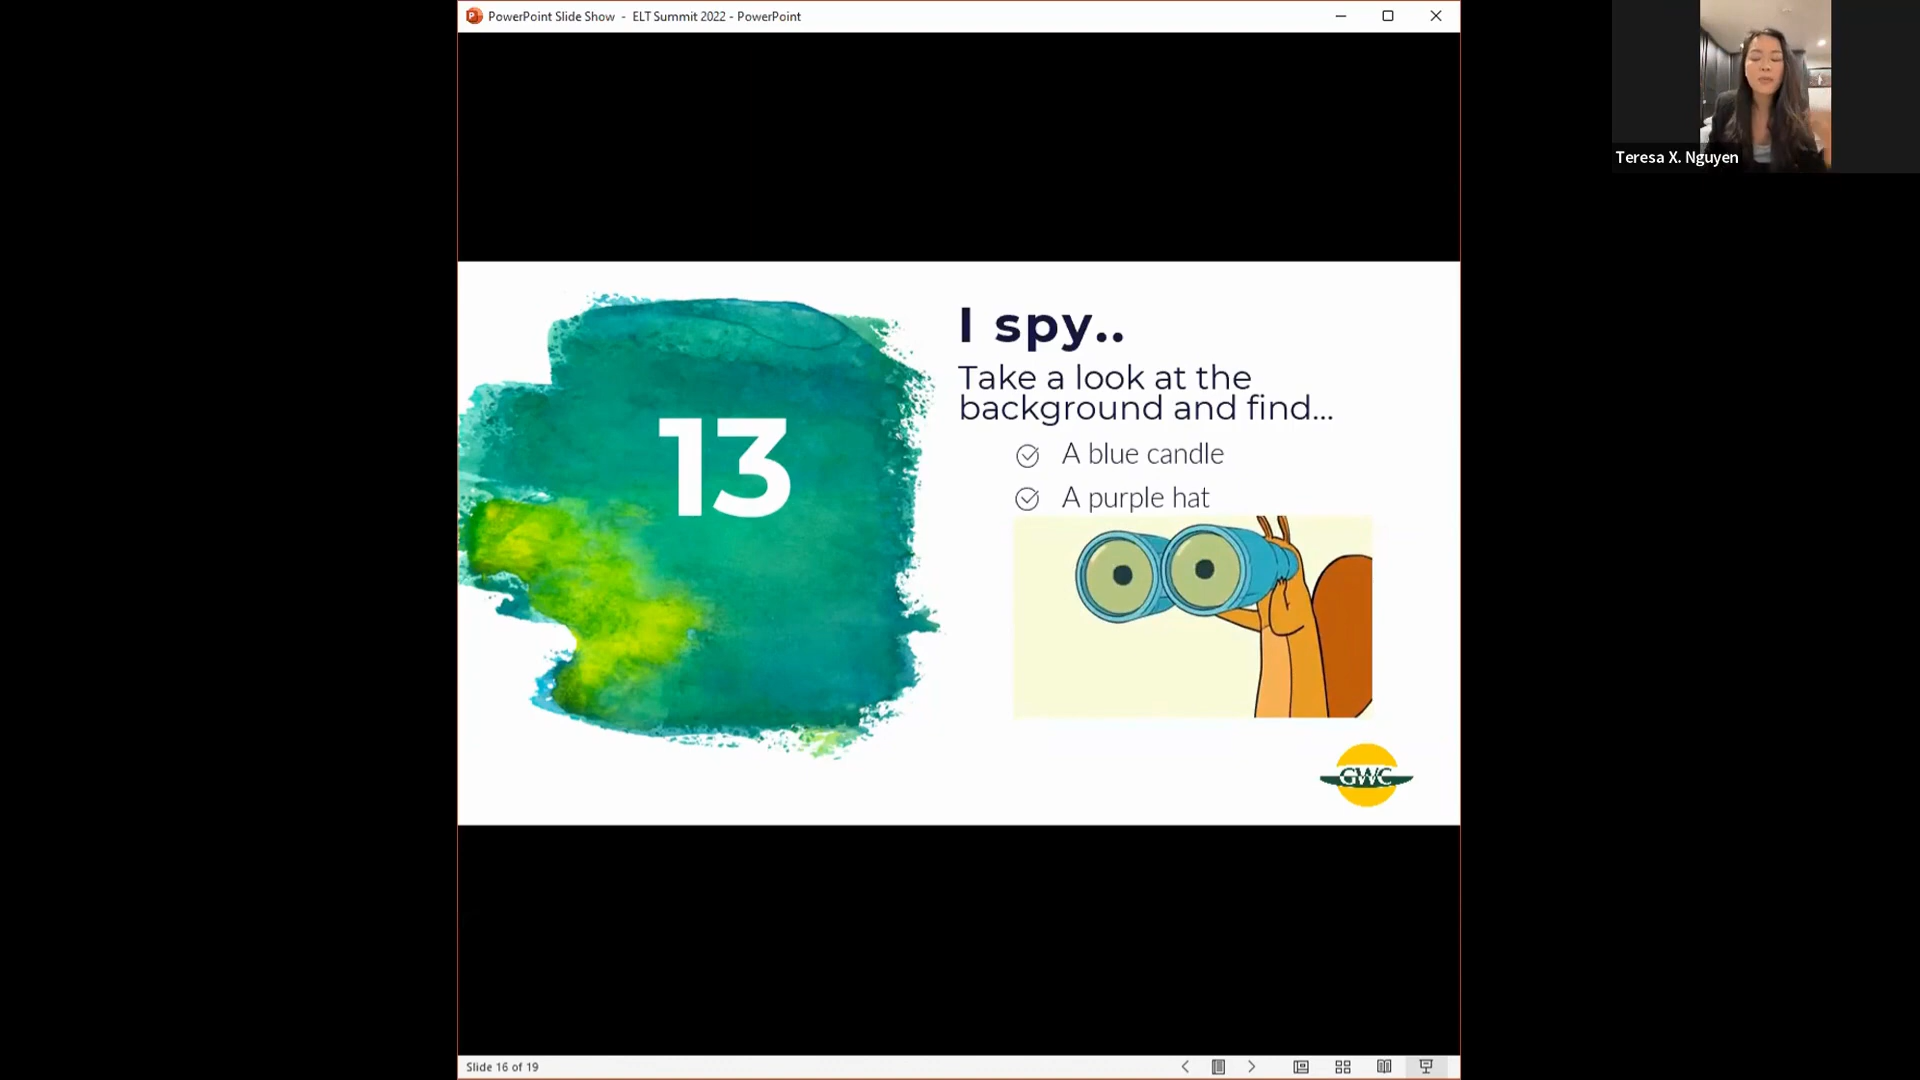 PowerPoint Slide Show - ELT Summit 2022 - PowerPoint
Teresa X. Nguyen
13
I spy..
Take a look at the
background and find...
A blue candle
A purple hat
GWC
Slide 16 of 19